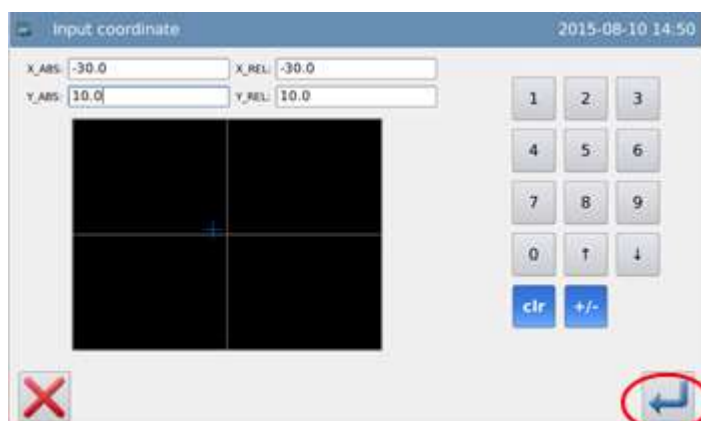 Input coordinate 2015-08-10 14:50
X_ABS: -30.0 X_REL: -30.0
Y_ABS: 10.0 Y_REL: 10.0
1 2 3
4 5 6
7 8 9
0 ↑ ↓
clr +/-